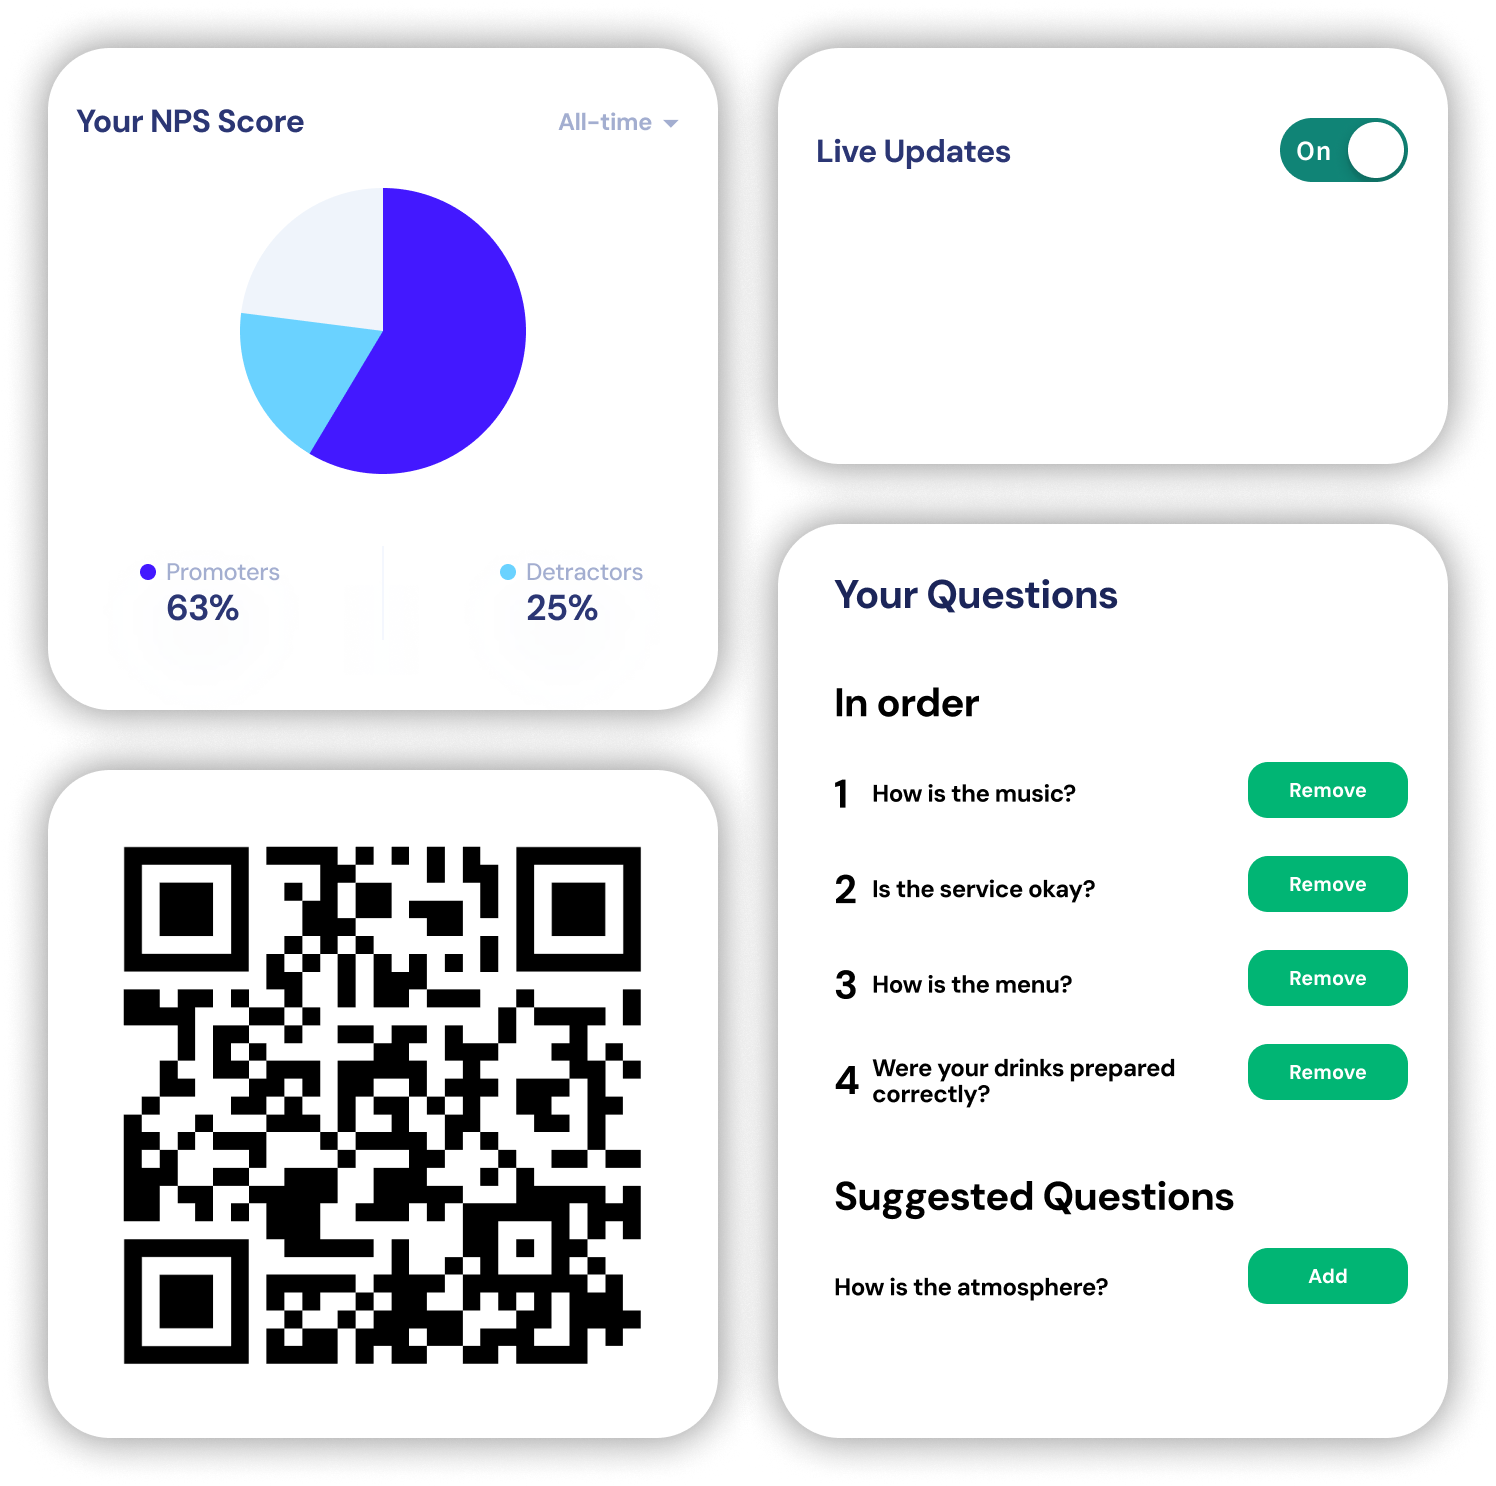 Your NPS Score
All-time
Promoters
63%
Detractors
25%
Live Updates
On
Your Questions
In order
1 How is the music? Remove
2 Is the service okay? Remove
3 How is the menu? Remove
4 Were your drinks prepared
correctly? Remove
Suggested Questions
How is the atmosphere? Add